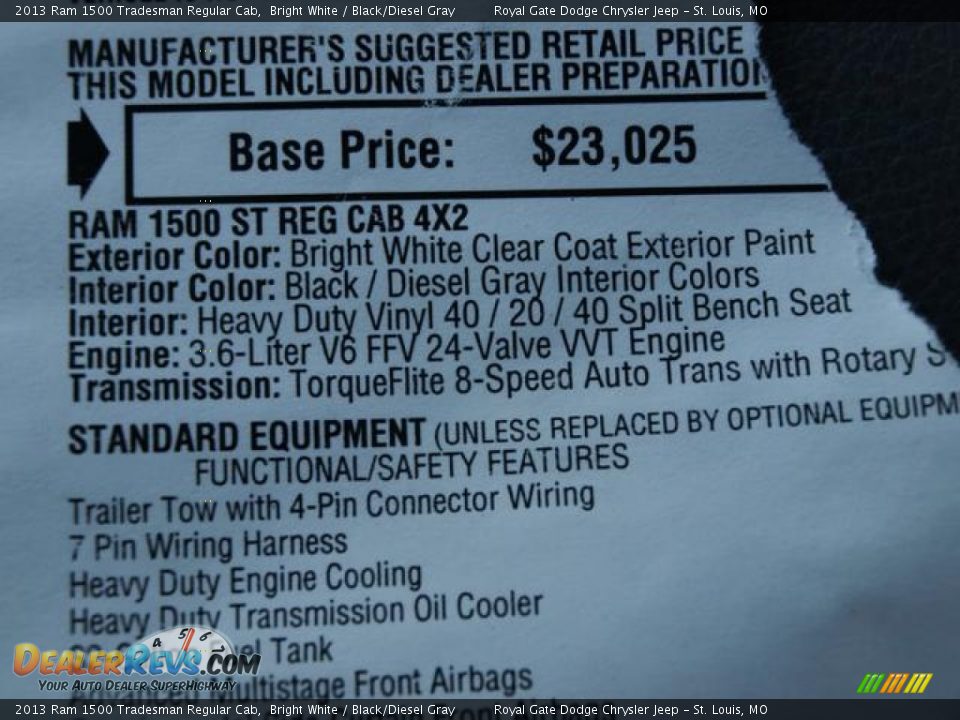 2013 Ram 1500 Tradesman Regular Cab, Bright White / Black/Diesel Gray Royal Gate Dodge Chrysler Jeep - St. Louis, MO
MANUFACTURER'S SUGGESTED RETAIL PRICE
THIS MODEL INCLUDING DEALER PREPARATION
Base Price: $23,025
RAM 1500 ST REG CAB 4X2
Exterior Color: Bright White Clear Coat Exterior Paint
Interior Color: Black / Diesel Gray Interior Colors
Interior: Heavy Duty Vinyl 40 / 20 / 40 Split Bench Seat
Engine: 3.6-Liter V6 FFV 24-Valve VVT Engine
Transmission: TorqueFlite 8-Speed Auto Trans with Rotary S
STANDARD EQUIPMENT (UNLESS REPLACED BY OPTIONAL EQUIPM
FUNCTIONAL/SAFETY FEATURES
Trailer Tow with 4-Pin Connector Wiring
7 Pin Wiring Harness
Heavy Duty Engine Cooling
Heavy Duty Transmission Oil Cooler
Fuel Tank
Advanced Multistage Front Airbags
4 5 6
DealerRevs.com
Your Auto Dealer SuperHighway
2013 Ram 1500 Tradesman Regular Cab, Bright White / Black/Diesel Gray Royal Gate Dodge Chrysler Jeep - St. Louis, MO